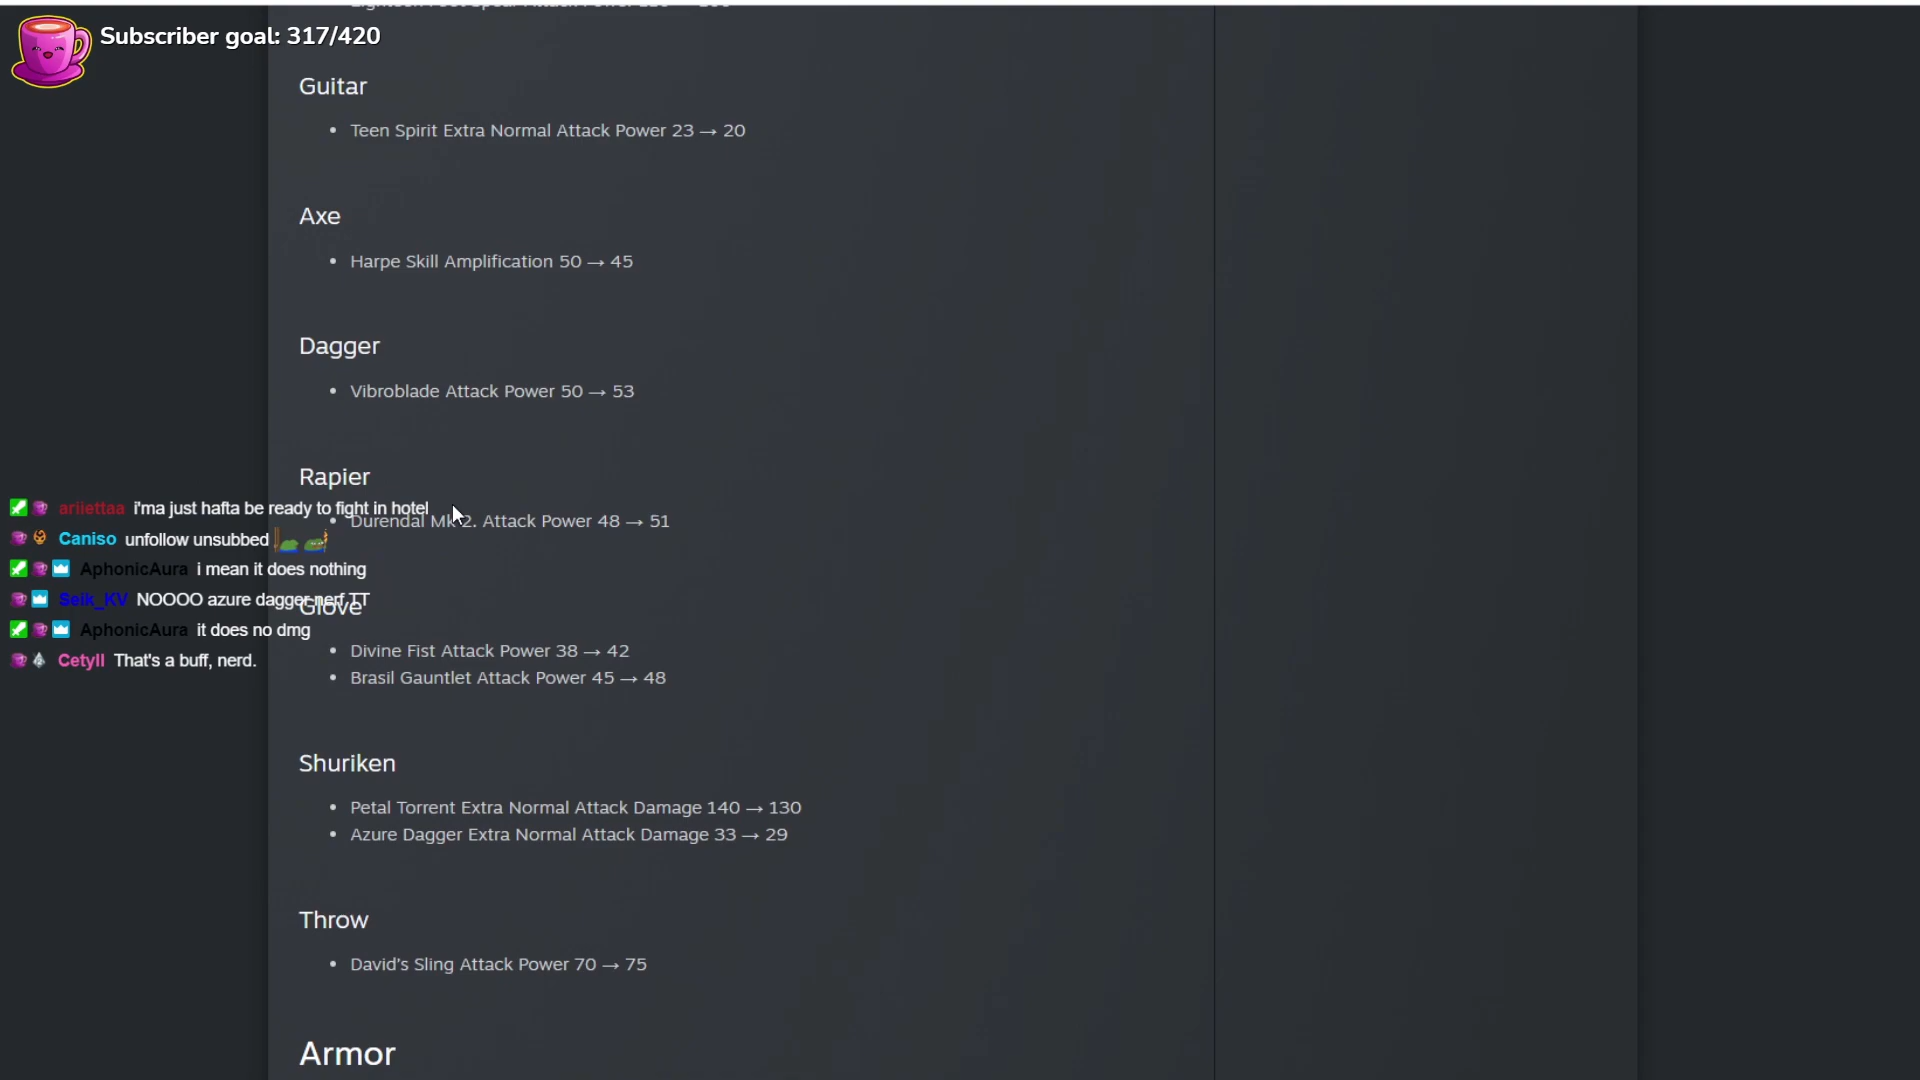 Subscriber goal: 317/420
Guitar
• Teen Spirit Extra Normal Attack Power 23 → 20
Axe
• Harpe Skill Amplification 50 → 45
Dagger
• Vibroblade Attack Power 50 → 53
Rapier
ariiettaa i'ma just hafta be ready to fight in hotel
• Durendal Mk2. Attack Power 48 → 51
Caniso unfollow unsubbed
AphonicAura i mean it does nothing
Seik_KV NOOOO azure dagger nerf TT
Glove
AphonicAura it does no dmg
• Divine Fist Attack Power 38 → 42
Cetyll That's a buff, nerd.
• Brasil Gauntlet Attack Power 45 → 48
Shuriken
• Petal Torrent Extra Normal Attack Damage 140 → 130
• Azure Dagger Extra Normal Attack Damage 33 → 29
Throw
• David's Sling Attack Power 70 → 75
Armor